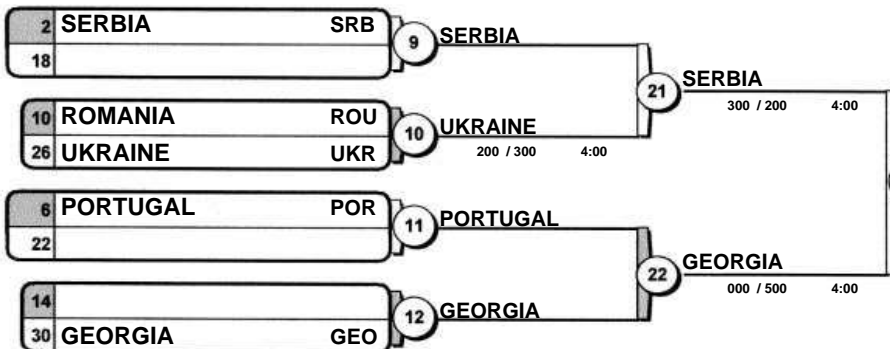 2 SERBIA SRB
18
9 SERBIA
10 ROMANIA ROU
26 UKRAINE UKR
10 UKRAINE
200 / 300 4:00
21 SERBIA
300 / 200 4:00
6 PORTUGAL POR
22
11 PORTUGAL
14
30 GEORGIA GEO
12 GEORGIA
22 GEORGIA
000 / 500 4:00